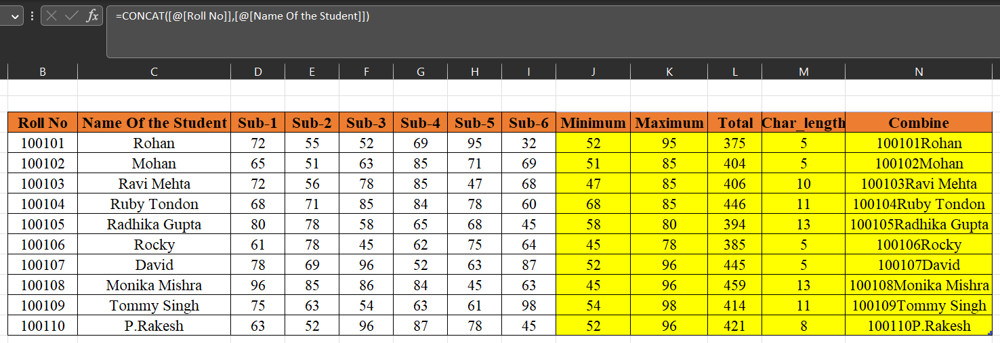 fx =CONCAT([@[Roll No]],[@[Name Of the Student]])
B C D E F G H I J K L M N
Roll No Name Of the Student Sub-1 Sub-2 Sub-3 Sub-4 Sub-5 Sub-6 Minimum Maximum Total Char_length Combine
100101 Rohan 72 55 52 69 95 32 52 95 375 5 100101Rohan
100102 Mohan 65 51 63 85 71 69 51 85 404 5 100102Mohan
100103 Ravi Mehta 72 56 78 85 47 68 47 85 406 10 100103Ravi Mehta
100104 Ruby Tondon 68 71 85 84 78 60 68 85 446 11 100104Ruby Tondon
100105 Radhika Gupta 80 78 58 65 68 45 58 80 394 13 100105Radhika Gupta
100106 Rocky 61 78 45 62 75 64 45 78 385 5 100106Rocky
100107 David 78 69 96 52 63 87 52 96 445 5 100107David
100108 Monika Mishra 96 85 86 84 45 63 45 96 459 13 100108Monika Mishra
100109 Tommy Singh 75 63 54 63 61 98 54 98 414 11 100109Tommy Singh
100110 P.Rakesh 63 52 96 87 78 45 52 96 421 8 100110P.Rakesh